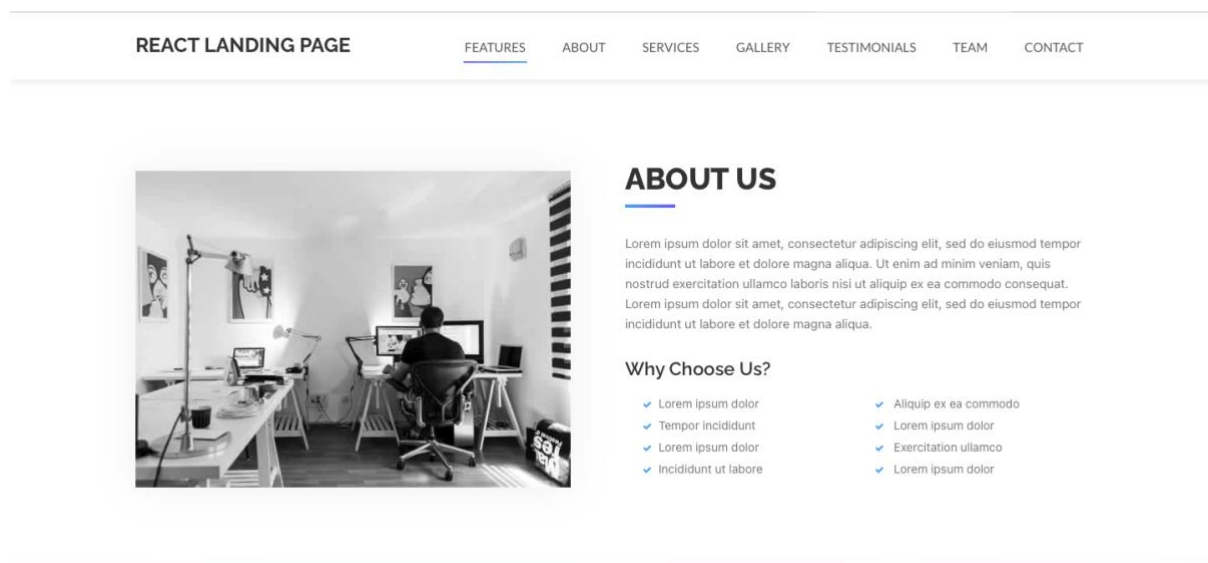 REACT LANDING PAGE
FEATURES ABOUT SERVICES GALLERY TESTIMONIALS TEAM CONTACT
ABOUT US
Lorem ipsum dolor sit amet, consectetur adipiscing elit, sed do eiusmod tempor
incididunt ut labore et dolore magna aliqua. Ut enim ad minim veniam, quis
nostrud exercitation ullamco laboris nisi ut aliquip ex ea commodo consequat.
Lorem ipsum dolor sit amet, consectetur adipiscing elit, sed do eiusmod tempor
incididunt ut labore et dolore magna aliqua.
Why Choose Us?
Lorem ipsum dolor
Tempor incididunt
Lorem ipsum dolor
Incididunt ut labore
Aliquip ex ea commodo
Lorem ipsum dolor
Exercitation ullamco
Lorem ipsum dolor